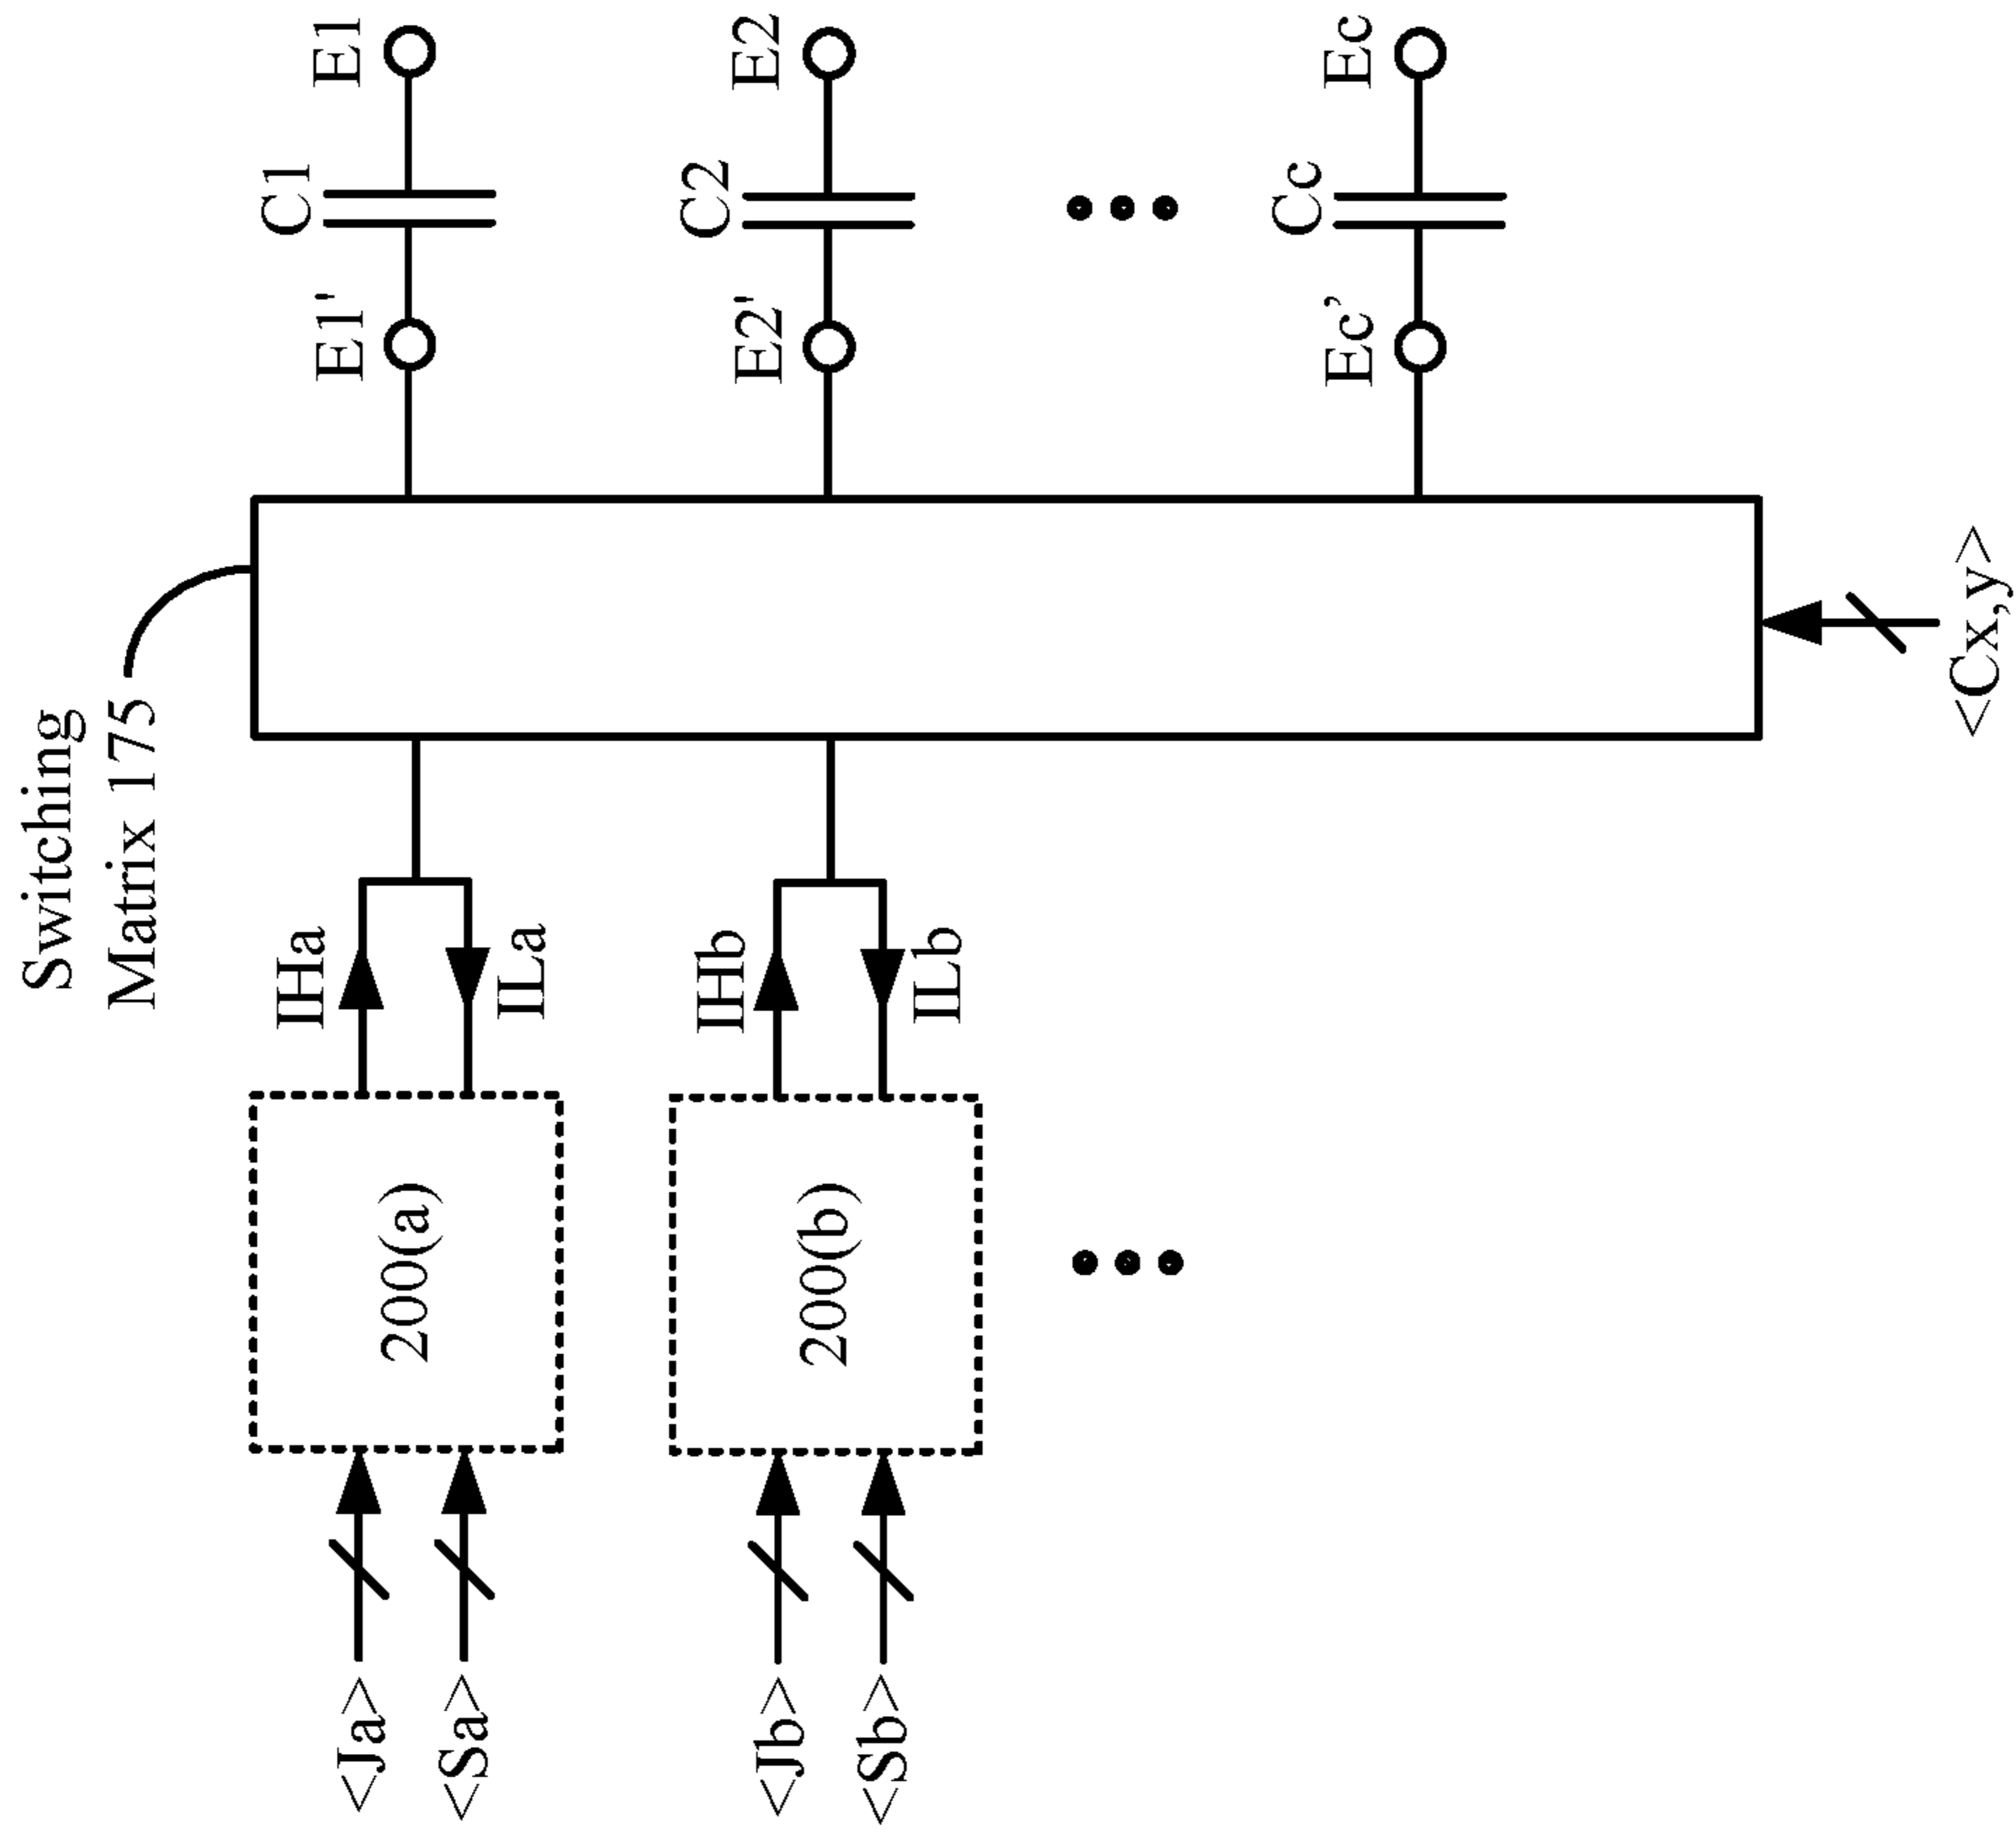 Switching
Matrix 175
<Ja>
<Sa>
200(a)
IHa
ILa
E1'
C1
E1
<Jb>
<Sb>
200(b)
IHb
ILb
E2'
C2
E2
Ec’
Cc
Ec
<Cx,y>